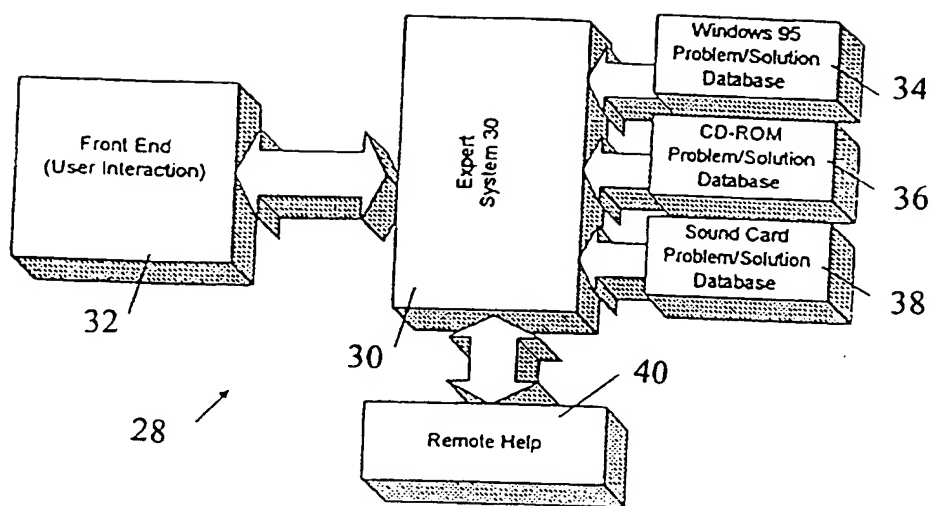 Front End
(User Interaction)
32
Expert
System 30
30
Windows 95
Problem/Solution
Database
34
CD-ROM
Problem/Solution
Database
36
Sound Card
Problem/Solution
Database
38
40
Remote Help
28